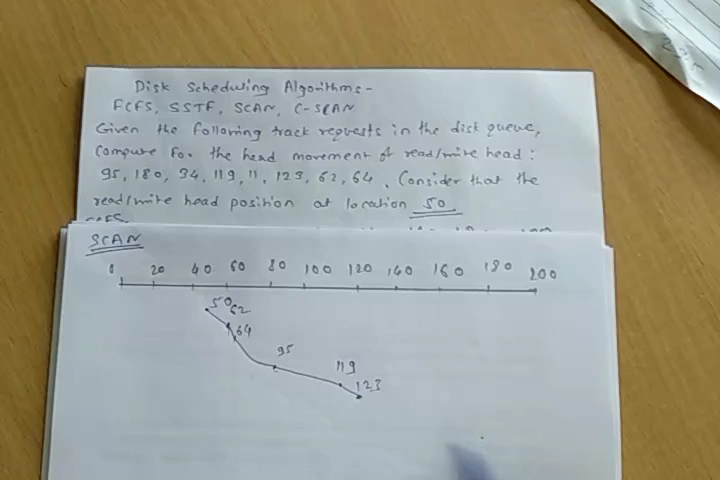 Disk Scheduling Algorithms-
FCFS, SSTF, SCAN, C-SCAN
Given the following track requests in the disk queue,
Compute for the head movement of read/write head:
95, 180, 34, 119, 11, 123, 62, 64. Consider that the
read/write head position at location 50
SCAN
0 20 40 60 80 100 120 140 160 180 200
50
62
64
95
119
123